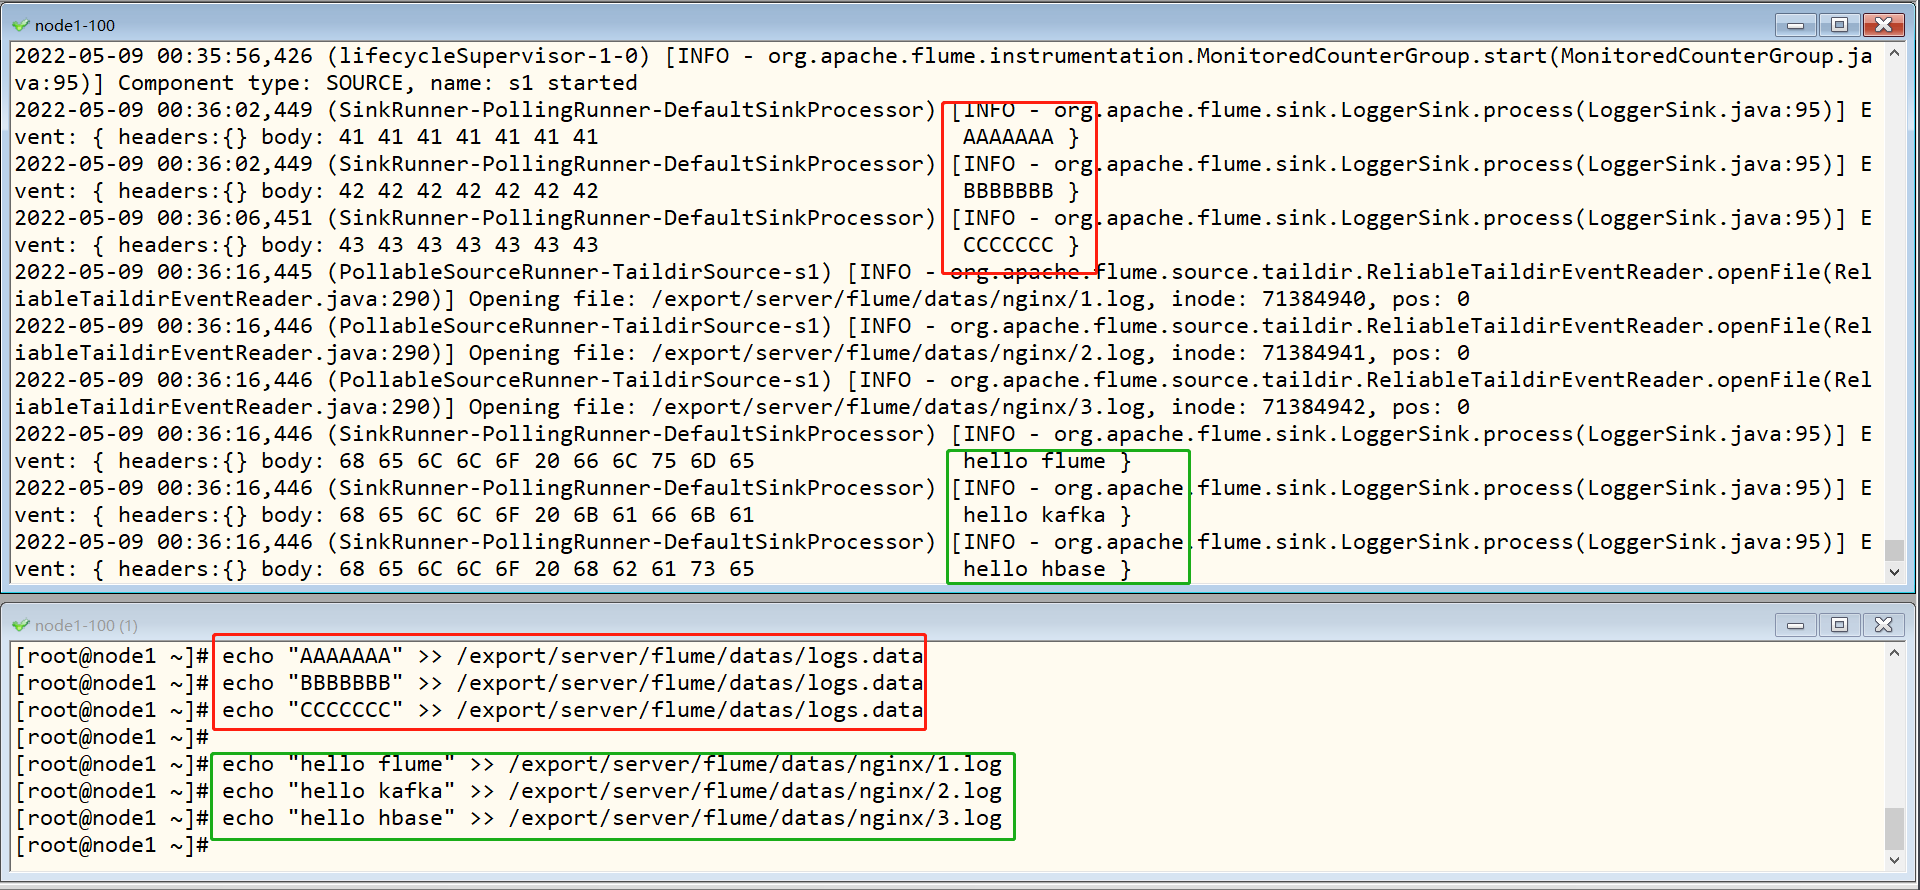 node1-100
2022-05-09 00:35:56,426 (lifecycleSupervisor-1-0) [INFO - org.apache.flume.instrumentation.MonitoredCounterGroup.start(MonitoredCounterGroup.ja
va:95)] Component type: SOURCE, name: s1 started
2022-05-09 00:36:02,449 (SinkRunner-PollingRunner-DefaultSinkProcessor) [INFO - org.apache.flume.sink.LoggerSink.process(LoggerSink.java:95)] E
vent: { headers:{} body: 41 41 41 41 41 41 41                            AAAAAAA }
2022-05-09 00:36:02,449 (SinkRunner-PollingRunner-DefaultSinkProcessor) [INFO - org.apache.flume.sink.LoggerSink.process(LoggerSink.java:95)] E
vent: { headers:{} body: 42 42 42 42 42 42 42                            BBBBBBB }
2022-05-09 00:36:06,451 (SinkRunner-PollingRunner-DefaultSinkProcessor) [INFO - org.apache.flume.sink.LoggerSink.process(LoggerSink.java:95)] E
vent: { headers:{} body: 43 43 43 43 43 43 43                            CCCCCCC }
2022-05-09 00:36:16,445 (PollableSourceRunner-TaildirSource-s1) [INFO - org.apache.flume.source.taildir.ReliableTaildirEventReader.openFile(Rel
iableTaildirEventReader.java:290)] Opening file: /export/server/flume/datas/nginx/1.log, inode: 71384940, pos: 0
2022-05-09 00:36:16,446 (PollableSourceRunner-TaildirSource-s1) [INFO - org.apache.flume.source.taildir.ReliableTaildirEventReader.openFile(Rel
iableTaildirEventReader.java:290)] Opening file: /export/server/flume/datas/nginx/2.log, inode: 71384941, pos: 0
2022-05-09 00:36:16,446 (PollableSourceRunner-TaildirSource-s1) [INFO - org.apache.flume.source.taildir.ReliableTaildirEventReader.openFile(Rel
iableTaildirEventReader.java:290)] Opening file: /export/server/flume/datas/nginx/3.log, inode: 71384942, pos: 0
2022-05-09 00:36:16,446 (SinkRunner-PollingRunner-DefaultSinkProcessor) [INFO - org.apache.flume.sink.LoggerSink.process(LoggerSink.java:95)] E
vent: { headers:{} body: 68 65 6C 6C 6F 20 66 6C 75 6D 65                hello flume }
2022-05-09 00:36:16,446 (SinkRunner-PollingRunner-DefaultSinkProcessor) [INFO - org.apache.flume.sink.LoggerSink.process(LoggerSink.java:95)] E
vent: { headers:{} body: 68 65 6C 6C 6F 20 6B 61 66 6B 61                hello kafka }
2022-05-09 00:36:16,446 (SinkRunner-PollingRunner-DefaultSinkProcessor) [INFO - org.apache.flume.sink.LoggerSink.process(LoggerSink.java:95)] E
vent: { headers:{} body: 68 65 6C 6C 6F 20 68 62 61 73 65                hello hbase }
node1-100 (1)
[root@node1 ~]# echo "AAAAAAA" >> /export/server/flume/datas/logs.data
[root@node1 ~]# echo "BBBBBBB" >> /export/server/flume/datas/logs.data
[root@node1 ~]# echo "CCCCCCC" >> /export/server/flume/datas/logs.data
[root@node1 ~]#
[root@node1 ~]# echo "hello flume" >> /export/server/flume/datas/nginx/1.log
[root@node1 ~]# echo "hello kafka" >> /export/server/flume/datas/nginx/2.log
[root@node1 ~]# echo "hello hbase" >> /export/server/flume/datas/nginx/3.log
[root@node1 ~]#